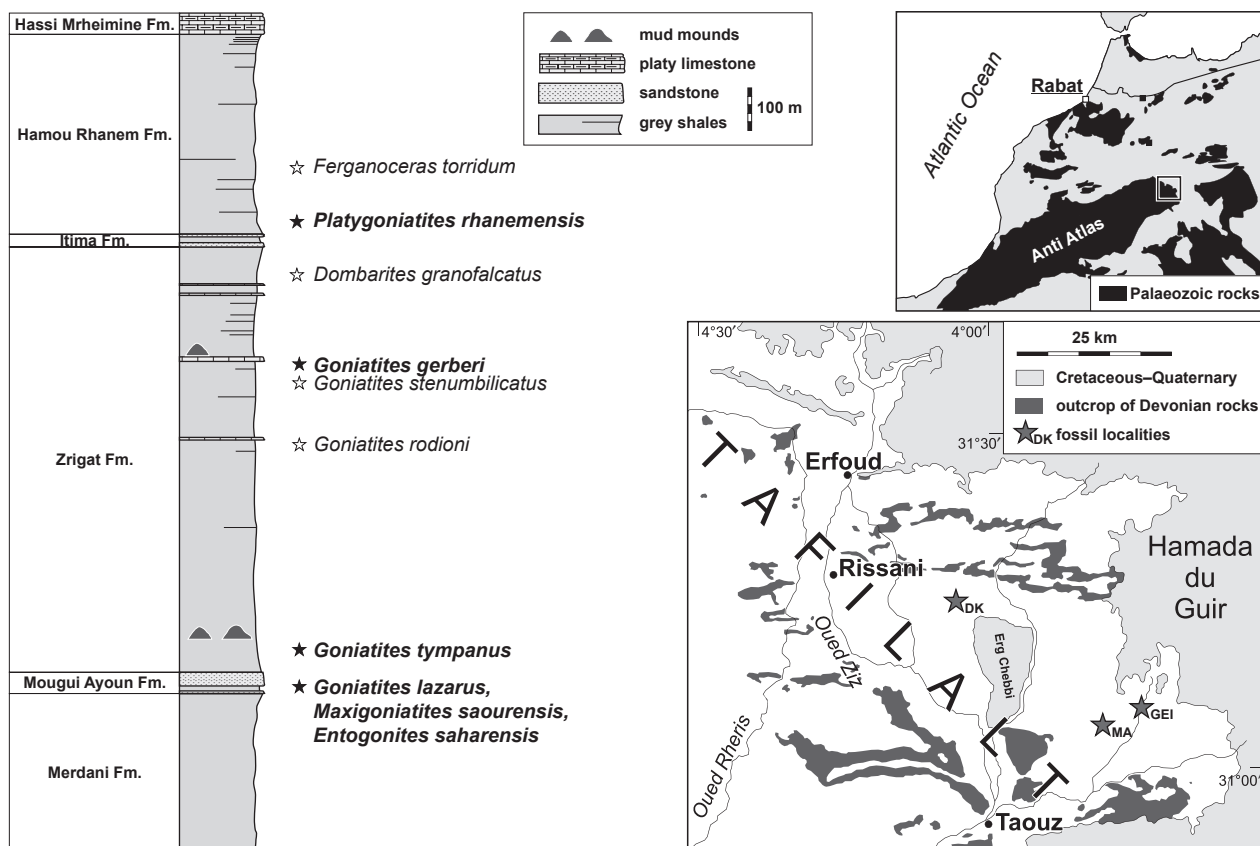 Hassi Mrheimine Fm.
Hamou Rhanem Fm.
Itima Fm.
Zrigat Fm.
Mougui Ayoun Fm.
Merdani Fm.
Ferganoceras torridum
Platygoniatites rhanemensis
Dombarites granofalcatus
Goniatites gerberi
Goniatites stenumbilicatus
Goniatites rodioni
Goniatites tympanus
Goniatites lazarus,
Maxigoniatites saourensis,
Entogonites saharensis
mud mounds
platy limestone
sandstone
grey shales
100 m
Atlantic Ocean
Rabat
Anti Atlas
Palaeozoic rocks
4°30′
4°00′
25 km
Cretaceous–Quaternary
outcrop of Devonian rocks
DK fossil localities
31°30′
Erfoud
Rissani
TAFILALT
Hamada
du
Guir
DK
Oued Ziz
Erg Chebbi
GEI
MA
Oued Rheris
31°00′
Taouz